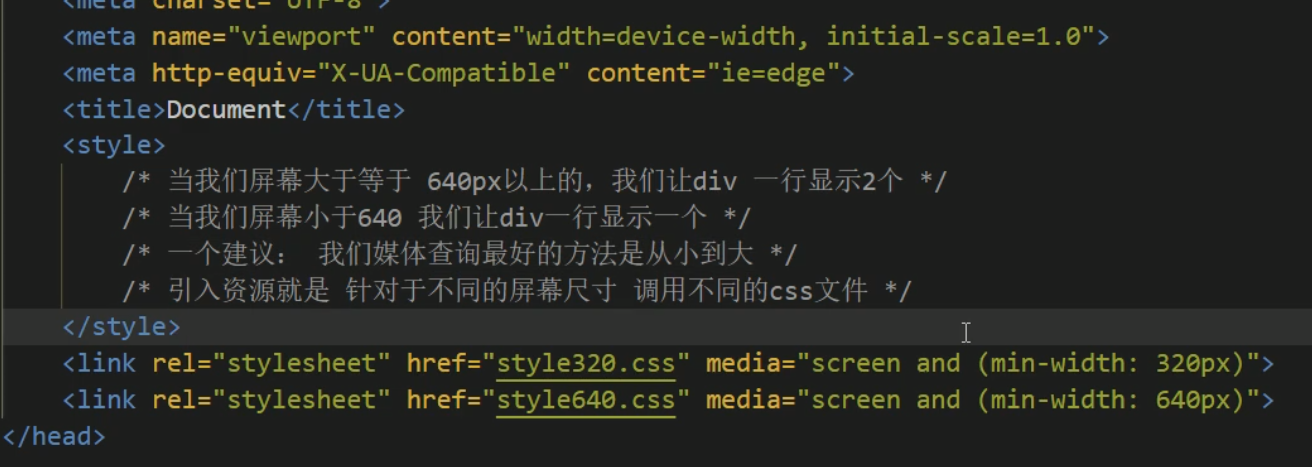 <meta charset="UTF-8">
<meta name="viewport" content="width=device-width, initial-scale=1.0">
<meta http-equiv="X-UA-Compatible" content="ie=edge">
<title>Document</title>
<style>
/* 当我们屏幕大于等于 640px以上的，我们让div 一行显示2个 */
/* 当我们屏幕小于640 我们让div一行显示一个 */
/* 一个建议： 我们媒体查询最好的方法是从小到大 */
/* 引入资源就是 针对于不同的屏幕尺寸 调用不同的css文件 */
</style>
<link rel="stylesheet" href="style320.css" media="screen and (min-width: 320px)">
<link rel="stylesheet" href="style640.css" media="screen and (min-width: 640px)">
</head>